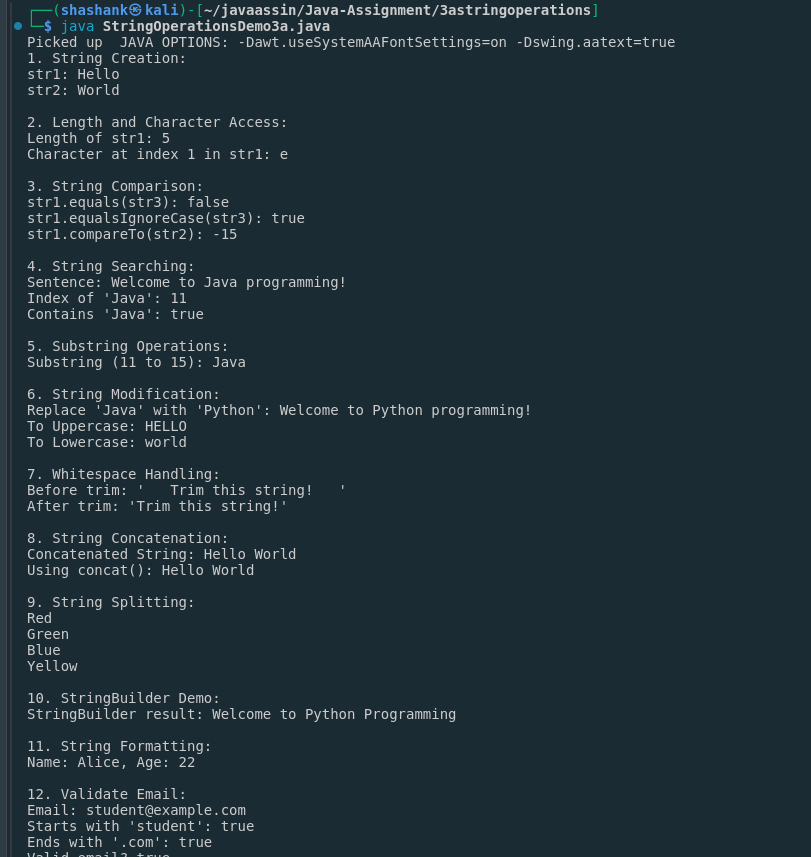 ┌──(shashank㉿kali)-[~/javaassin/Java-Assignment/3astringoperations]
└─$ java StringOperationsDemo3a.java
Picked up _JAVA_OPTIONS: -Dawt.useSystemAAFontSettings=on -Dswing.aatext=true
1. String Creation:
str1: Hello
str2: World

2. Length and Character Access:
Length of str1: 5
Character at index 1 in str1: e

3. String Comparison:
str1.equals(str3): false
str1.equalsIgnoreCase(str3): true
str1.compareTo(str2): -15

4. String Searching:
Sentence: Welcome to Java programming!
Index of 'Java': 11
Contains 'Java': true

5. Substring Operations:
Substring (11 to 15): Java

6. String Modification:
Replace 'Java' with 'Python': Welcome to Python programming!
To Uppercase: HELLO
To Lowercase: world

7. Whitespace Handling:
Before trim: '   Trim this string!   '
After trim: 'Trim this string!'

8. String Concatenation:
Concatenated String: Hello World
Using concat(): Hello World

9. String Splitting:
Red
Green
Blue
Yellow

10. StringBuilder Demo:
StringBuilder result: Welcome to Python Programming

11. String Formatting:
Name: Alice, Age: 22

12. Validate Email:
Email: student@example.com
Starts with 'student': true
Ends with '.com': true
Valid email? true